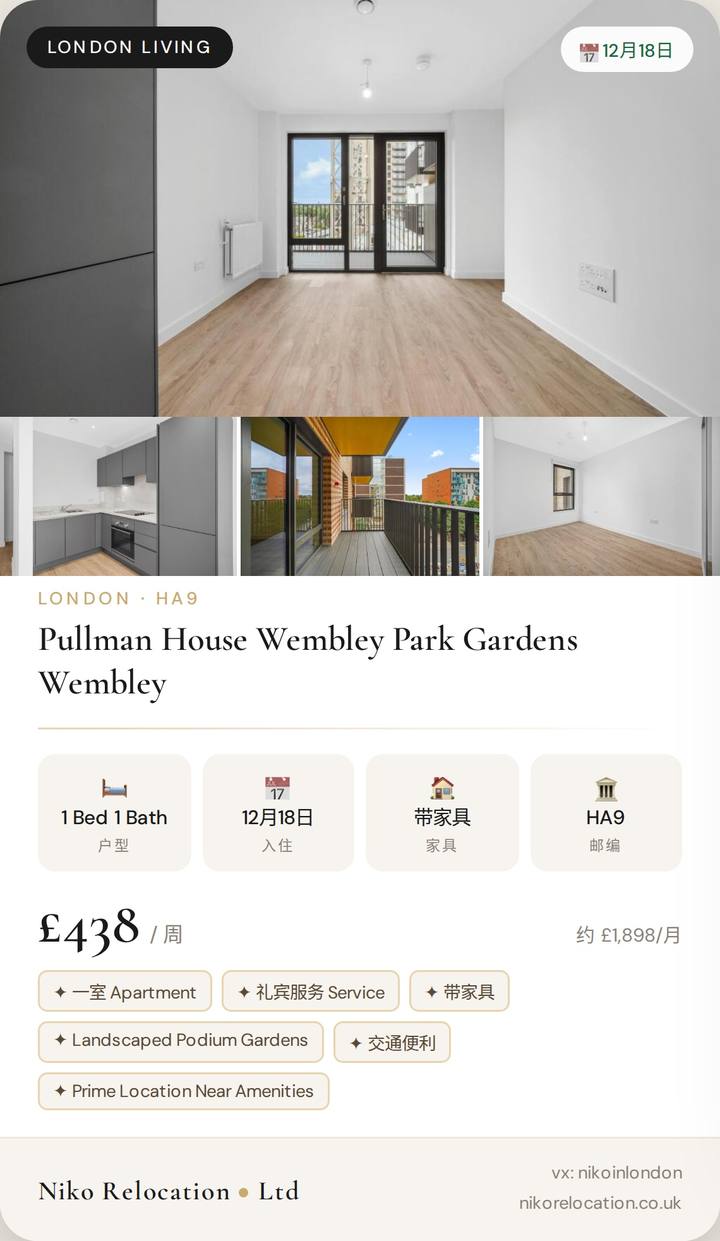 LONDON LIVING
📅 12月18日
LONDON · HA9
Pullman House Wembley Park Gardens
Wembley
1 Bed 1 Bath
户型
12月18日
入住
带家具
家具
HA9
邮编
£438 / 周
约 £1,898/月
✦ 一室 Apartment
✦ 礼宾服务 Service
✦ 带家具
✦ Landscaped Podium Gardens
✦ 交通便利
✦ Prime Location Near Amenities
Niko Relocation • Ltd
vx: nikoinlondon
nikorelocation.co.uk